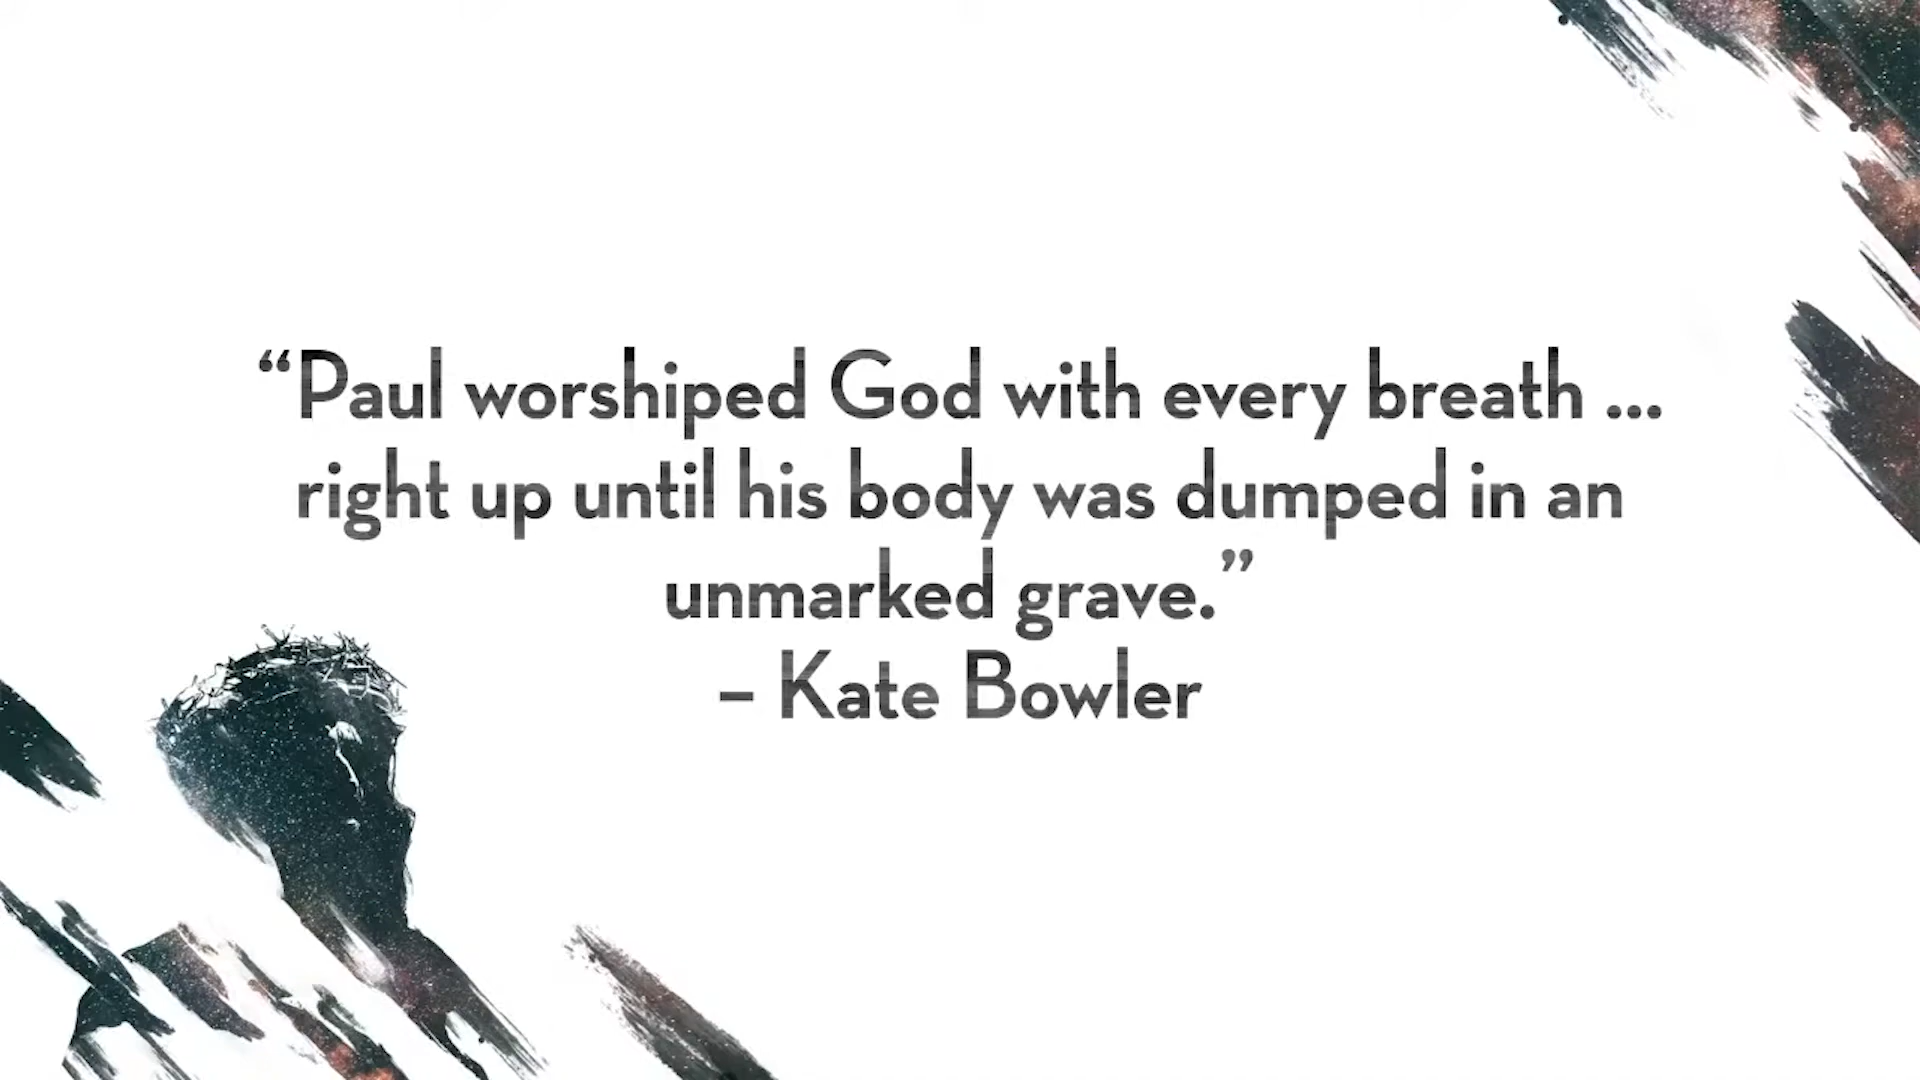 “Paul worshiped God with every breath ...
right up until his body was dumped in an
unmarked grave.”
– Kate Bowler